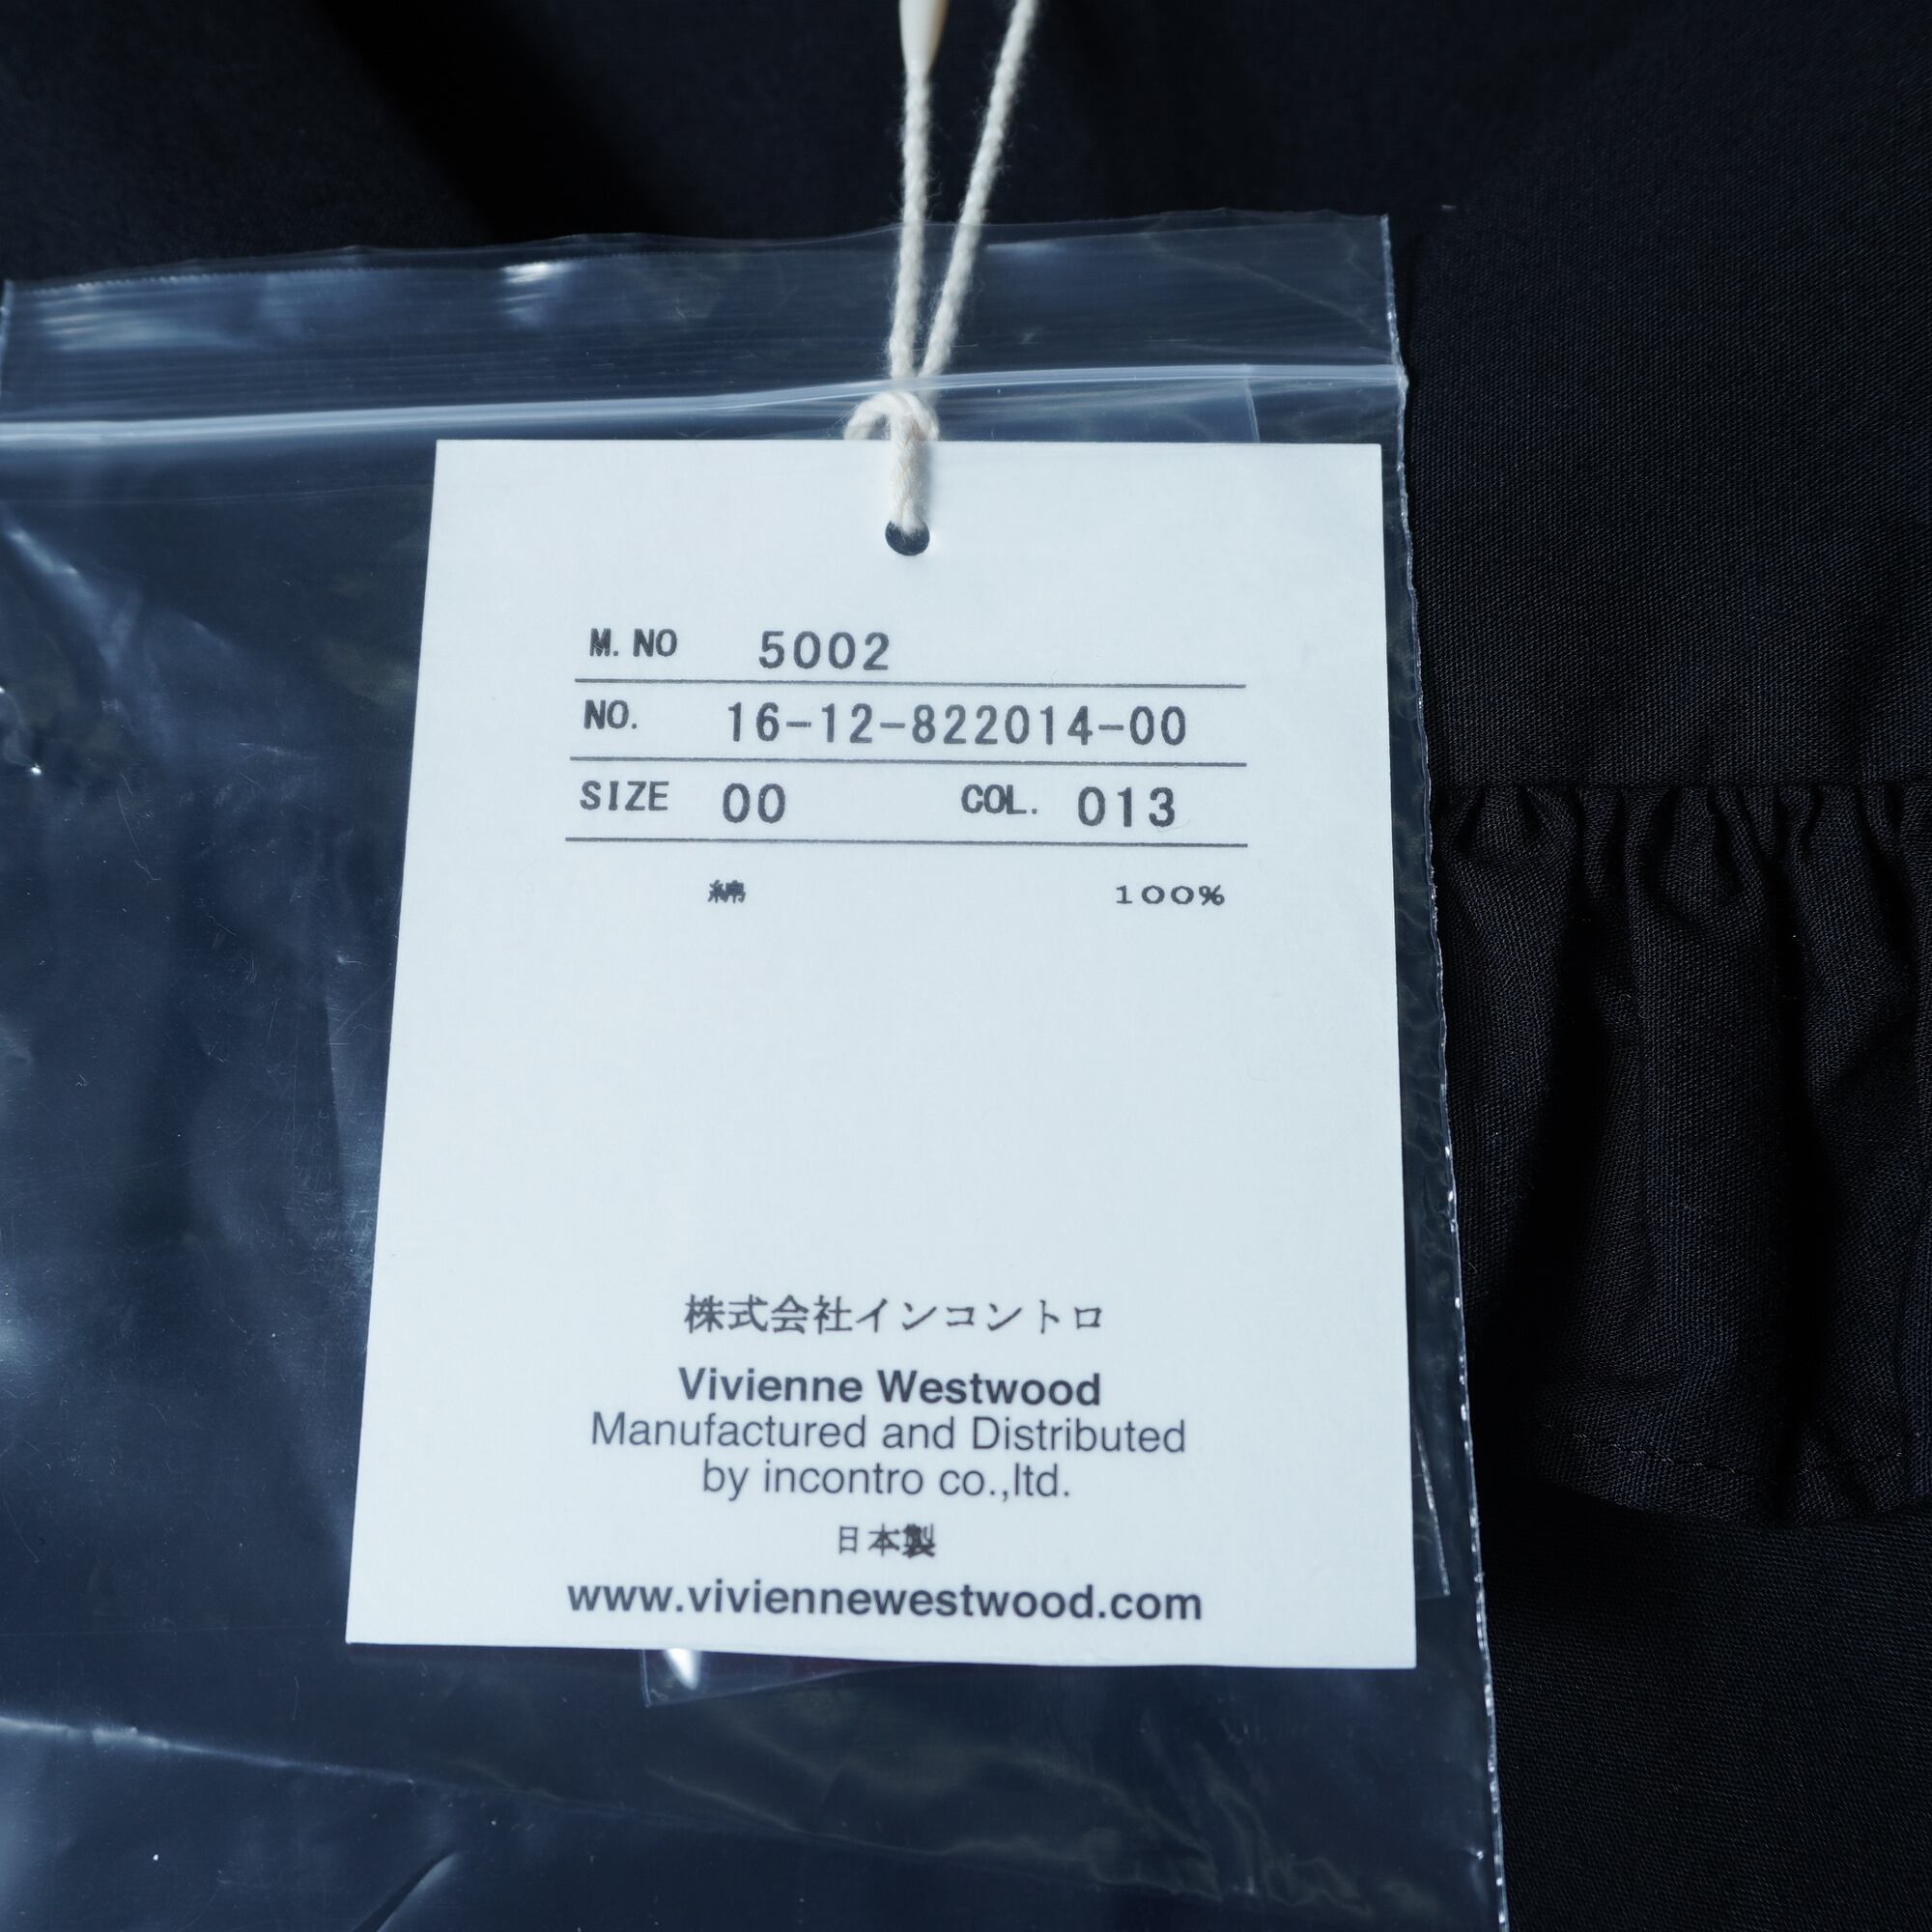 M. NO 5002
NO. 16-12-822014-00
SIZE 00 COL. 013
綿 100%
株式会社インコントロ
Vivienne Westwood
Manufactured and Distributed
by incontro co.,ltd.
日本製
www.viviennewestwood.com